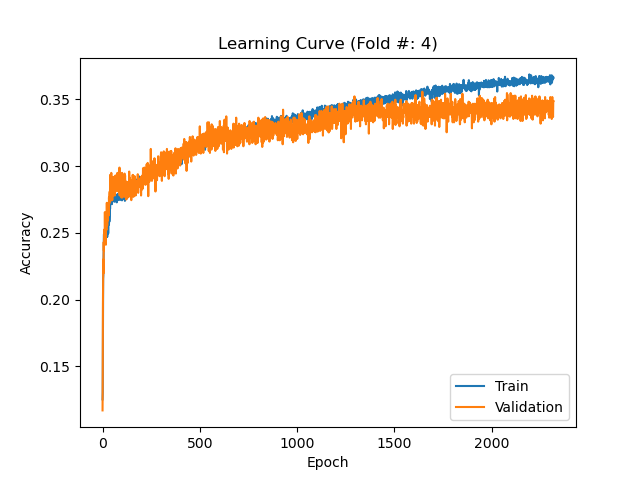 Learning Curve (Fold #: 4)
0.35
0.30
0.25
0.20
0.15
Accuracy
0
500
1000
1500
2000
Epoch
Train
Validation